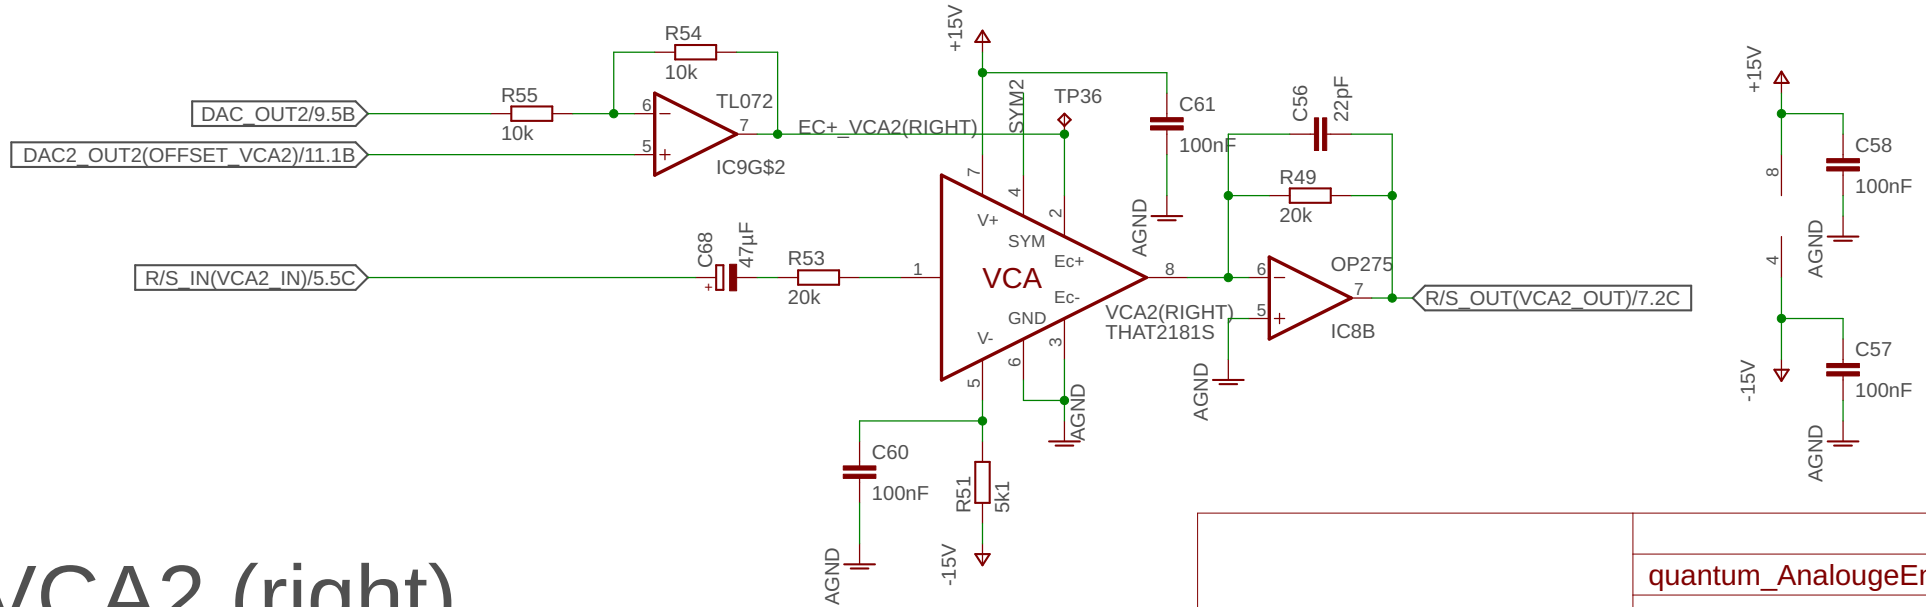 R54
10k
R55
10k
DAC_OUT2/9.5B
DAC2_OUT2(OFFSET_VCA2)/11.1B
6
5
7
TL072
IC9G$2
EC+_VCA2(RIGHT)
+15V
SYM2
TP36
C61
100nF
AGND
C56
22pF
R49
20k
R/S_IN(VCA2_IN)/5.5C
C68
47µF
+
R53
20k
1
7
4
2
V+
SYM
Ec+
VCA
Ec-
GND
V-
8
5
6
3
VCA2(RIGHT)
THAT2181S
AGND
6
5
7
OP275
IC8B
AGND
R/S_OUT(VCA2_OUT)/7.2C
C60
100nF
AGND
R51
5k1
-15V
+15V
8
C58
100nF
AGND
4
-15V
C57
100nF
AGND
VCA2 (right)
quantum_AnalougeEn